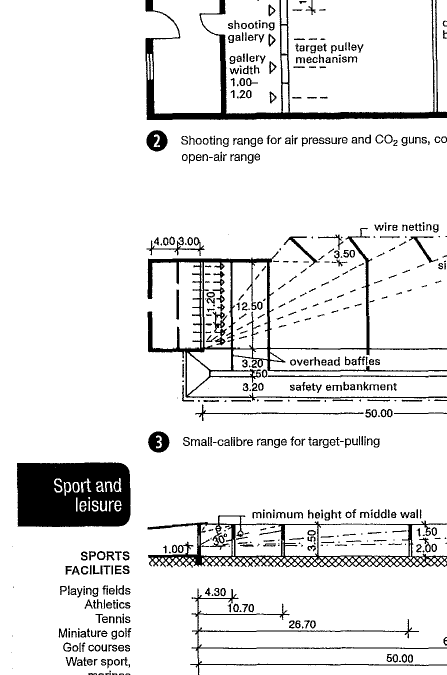 shooting
gallery
gallery
width
1.00–
1.20
target pulley
mechanism
2 Shooting range for air pressure and CO₂ guns, co
open-air range
wire netting
4.00 3.00
3.50
si
1.20
12.50
overhead baffles
3.20
50
3.20
safety embankment
50.00
3 Small-calibre range for target-pulling
Sport and
leisure
minimum height of middle wall
30°
1.00
3.50
1.50
2.00
SPORTS
FACILITIES
Playing fields
Athletics
Tennis
Miniature golf
Golf courses
Water sport,
4.30
10.70
26.70
50.00